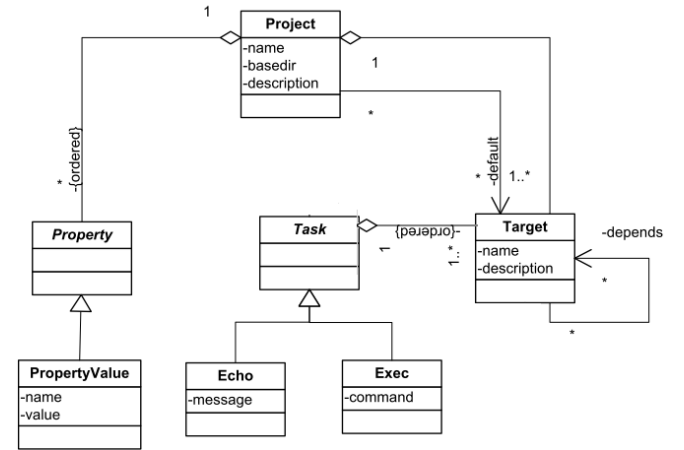 1
Project
-name
-basedir
-description
1
*
-{ordered}
*
-default
*
1..*
Property
Task
-{ordered}
1
1..*
Target
-name
-description
-depends
*
*
PropertyValue
-name
-value
Echo
-message
Exec
-command